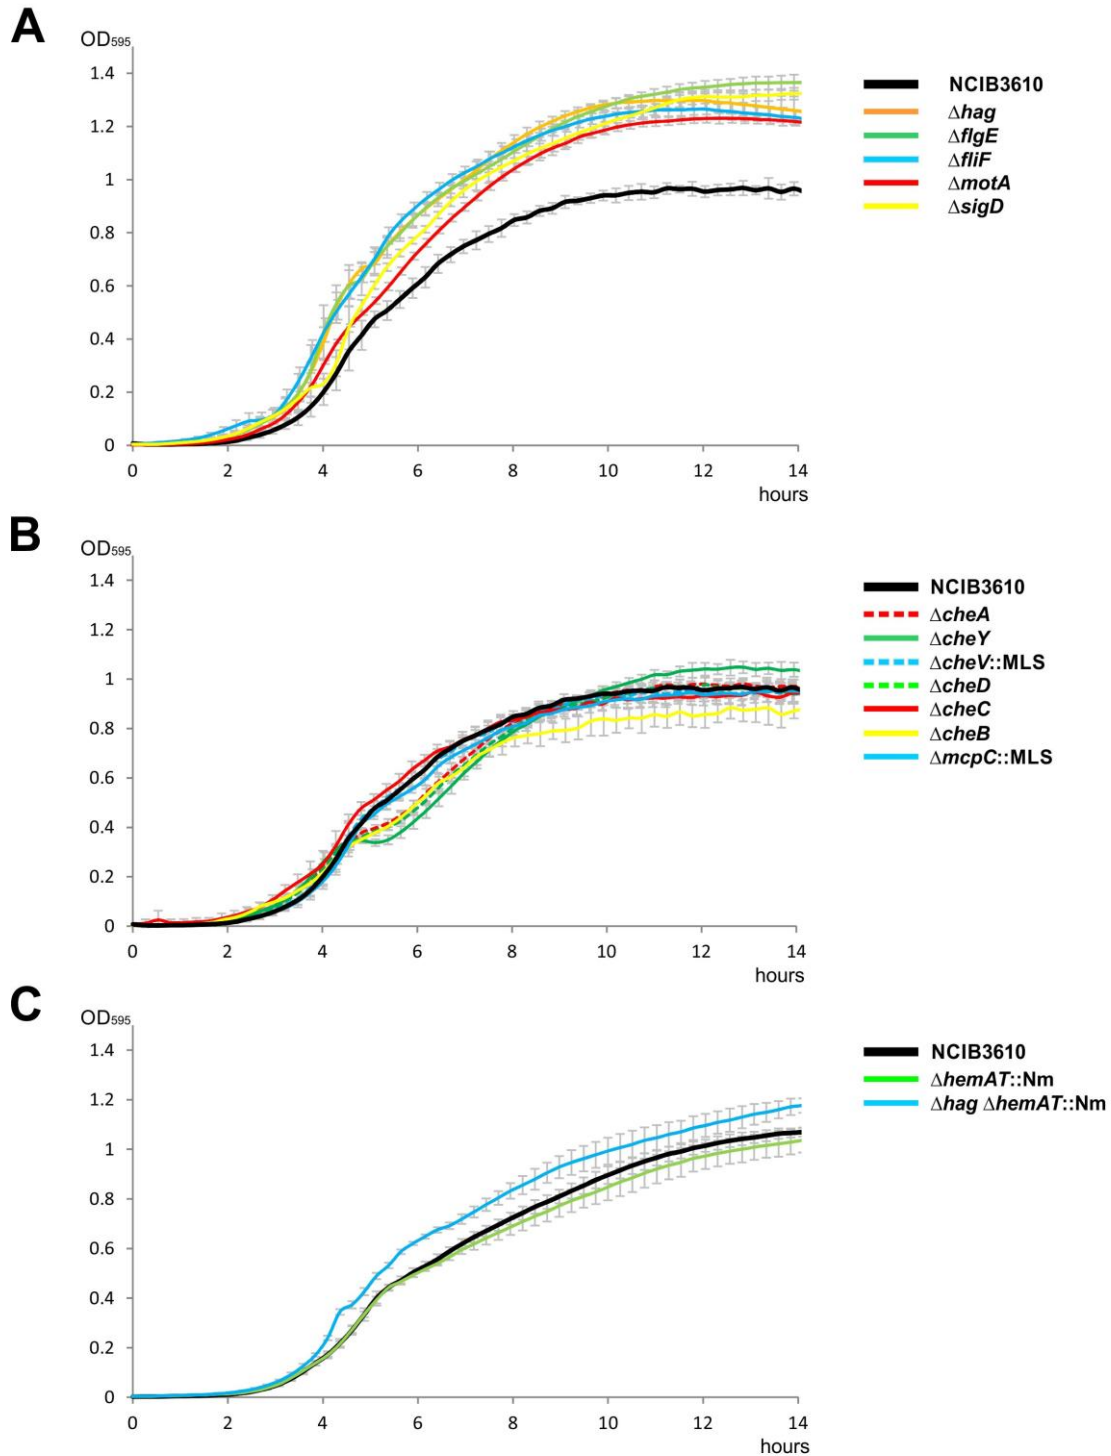 A
OD595
1.4
1.2
1
0.8
0.6
0.4
0.2
0
0 2 4 6 8 10 12 14
hours
NCIB3610
Δhag
ΔflgE
ΔfliF
ΔmotA
ΔsigD
B
OD595
1.4
1.2
1
0.8
0.6
0.4
0.2
0
0 2 4 6 8 10 12 14
hours
NCIB3610
ΔcheA
ΔcheY
ΔcheV::MLS
ΔcheD
ΔcheC
ΔcheB
ΔmcpC::MLS
C
OD595
1.4
1.2
1
0.8
0.6
0.4
0.2
0
0 2 4 6 8 10 12 14
hours
NCIB3610
ΔhemAT::Nm
Δhag ΔhemAT::Nm